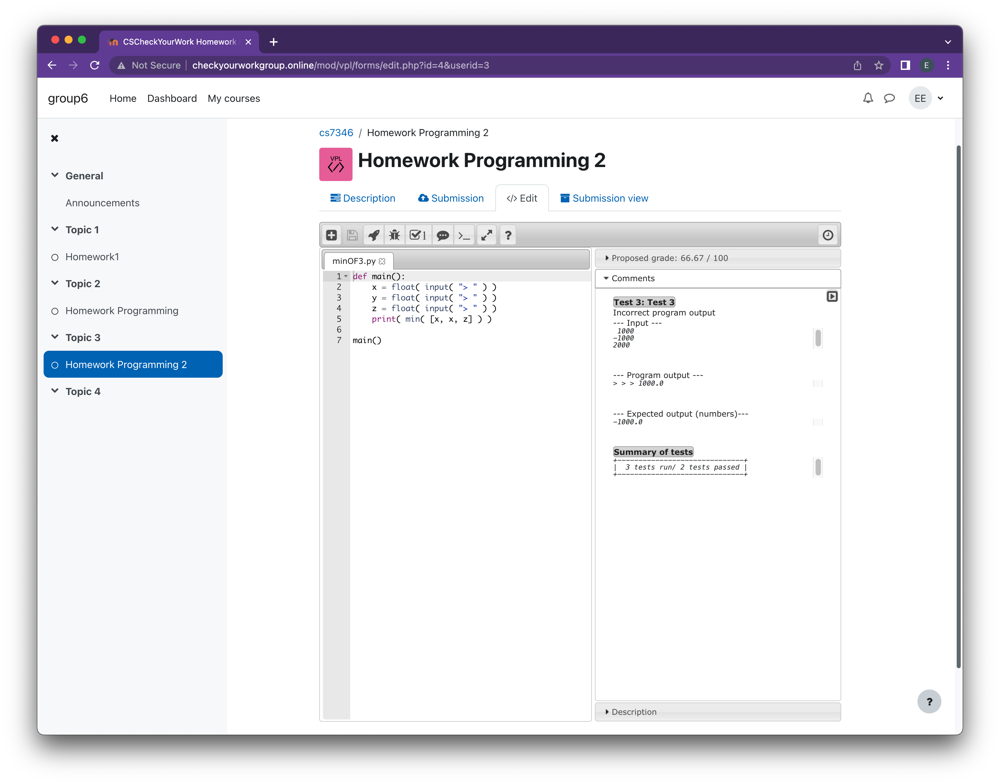 CSCheckYourWork Homework
Not Secure
checkyourworkgroup.online/mod/vpl/forms/edit.php?id=4&userid=3
E
group6
Home
Dashboard
My courses
EE
General
Announcements
Topic 1
Homework1
Topic 2
Homework Programming
Topic 3
Homework Programming 2
Topic 4
cs7346 / Homework Programming 2
VPL
Homework Programming 2
Description
Submission
</> Edit
Submission view
1
>_
?
minOF3.py
1 def main():
2     x = float( input( "> " ) )
3     y = float( input( "> " ) )
4     z = float( input( "> " ) )
5     print( min( [x, x, z] ) )
6
7 main()
Proposed grade: 66.67 / 100
Comments
Test 3: Test 3
Incorrect program output
--- Input ---
 1000
-1000
2000
--- Program output ---
> > > 1000.0
--- Expected output (numbers)---
-1000.0
Summary of tests
+------------------------------+
|  3 tests run/ 2 tests passed |
+------------------------------+
Description
?